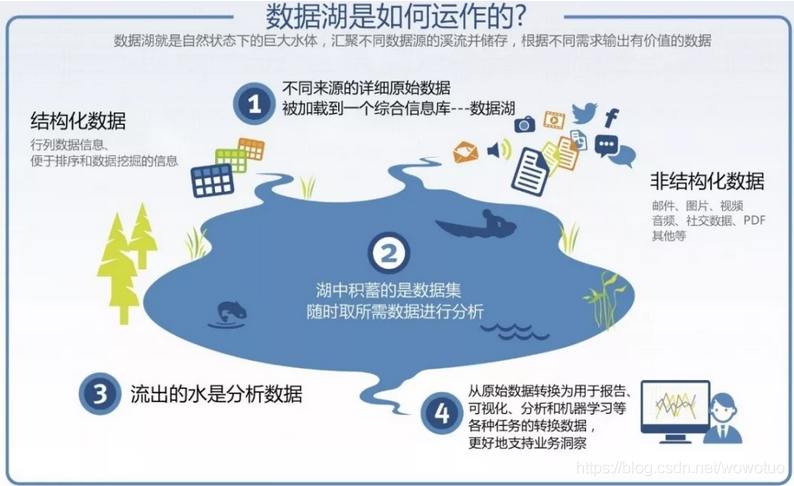 数据湖是如何运作的?
数据湖就是自然状态下的巨大水体，汇聚不同数据源的溪流并储存，根据不同需求输出有价值的数据
1
不同来源的详细原始数据
被加载到一个综合信息库---数据湖
结构化数据
行列数据信息、
便于排序和数据挖掘的信息
非结构化数据
邮件、图片、视频
音频、社交数据、PDF
其他等
2
湖中积蓄的是数据集
随时取所需数据进行分析
3
流出的水是分析数据
4
从原始数据转换为用于报告、
可视化、分析和机器学习等
各种任务的转换数据，
更好地支持业务洞察
https://blog.csdn.net/wowotuo